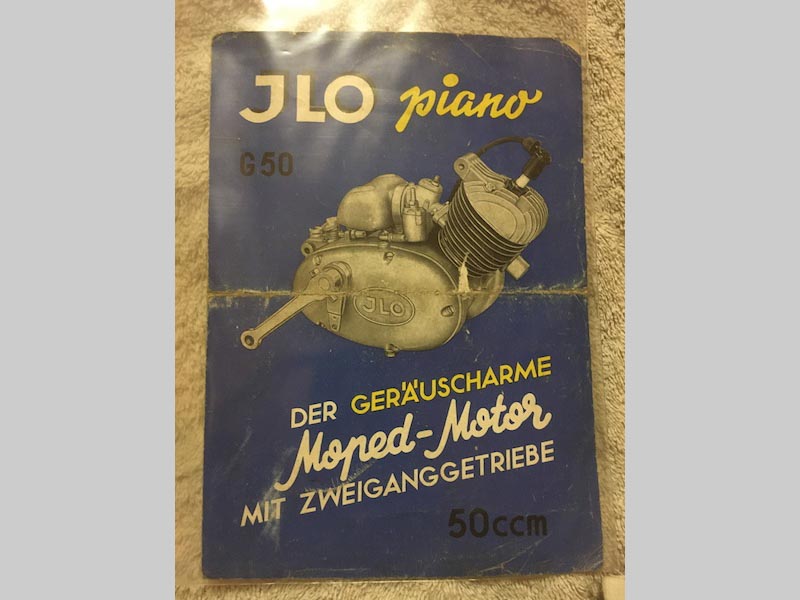 JLO piano
G50
JLO
DER GERÄUSCHARME
Moped-Motor
MIT ZWEIGANGGETRIEBE
50ccm